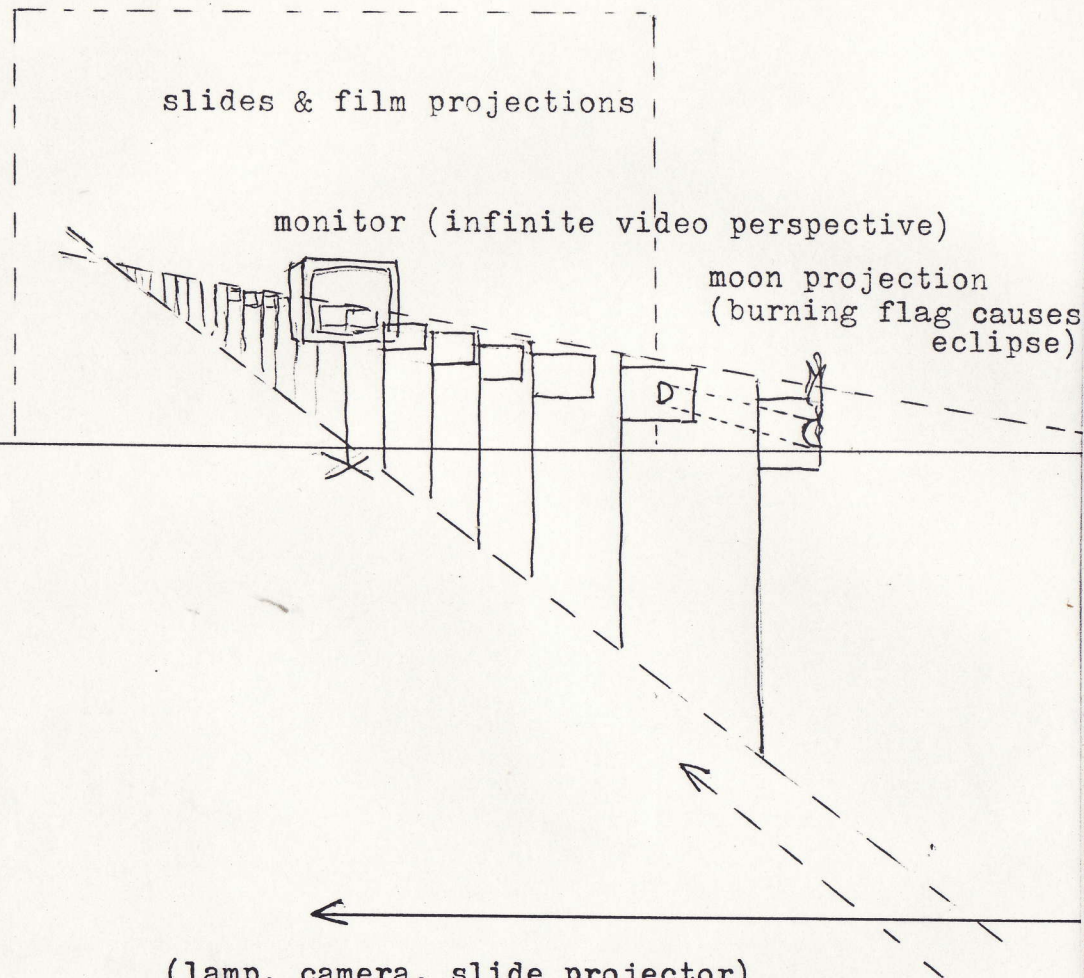 slides & film projections
monitor (infinite video perspective)
moon projection
(burning flag causes
eclipse)
(lamp, camera, slide projector)